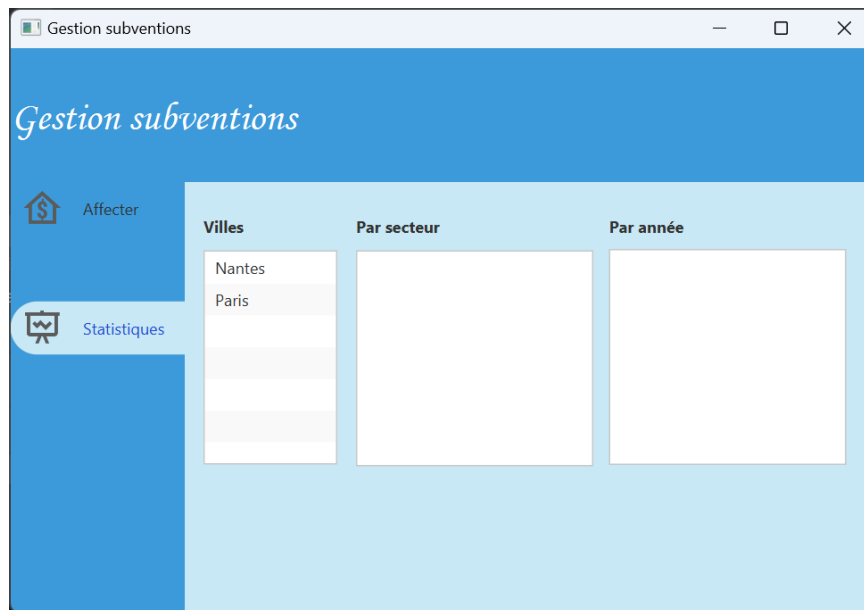 Gestion subventions
Gestion subventions
Affecter
Statistiques
Villes
Nantes
Paris
Par secteur
Par année